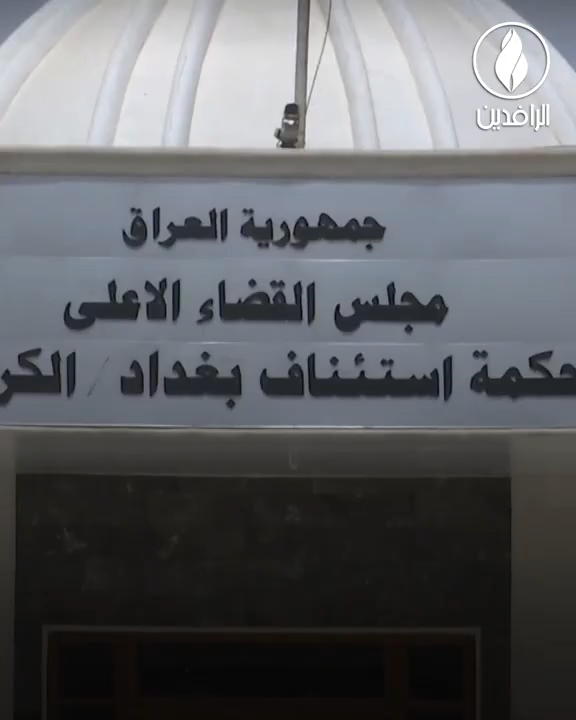 الرافدين
جمهورية العراق
مجلس القضاء الاعلى
حكمة استئناف بغداد / الكر